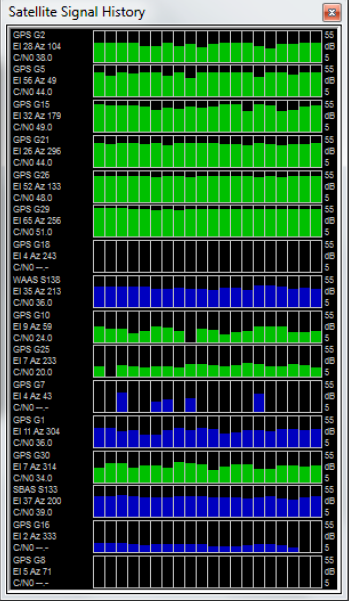 Satellite Signal History
GPS G2
El 28 Az 104
C/N0 38.0
55
dB
5
GPS G5
El 56 Az 49
C/N0 44.0
55
dB
5
GPS G15
El 32 Az 179
C/N0 49.0
55
dB
5
GPS G21
El 26 Az 296
C/N0 44.0
55
dB
5
GPS G26
El 52 Az 133
C/N0 48.0
55
dB
5
GPS G29
El 65 Az 256
C/N0 51.0
55
dB
5
GPS G18
El 4 Az 243
C/N0 --.-
55
dB
5
WAAS S138
El 35 Az 213
C/N0 36.0
55
dB
5
GPS G10
El 9 Az 59
C/N0 24.0
55
dB
5
GPS G25
El 7 Az 233
C/N0 20.0
55
dB
5
GPS G7
El 4 Az 43
C/N0 --.-
55
dB
5
GPS G1
El 11 Az 304
C/N0 36.0
55
dB
5
GPS G30
El 7 Az 314
C/N0 34.0
55
dB
5
SBAS S133
El 37 Az 200
C/N0 39.0
55
dB
5
GPS G16
El 2 Az 333
C/N0 --.-
55
dB
5
GPS G8
El 5 Az 71
C/N0 --.-
55
dB
5